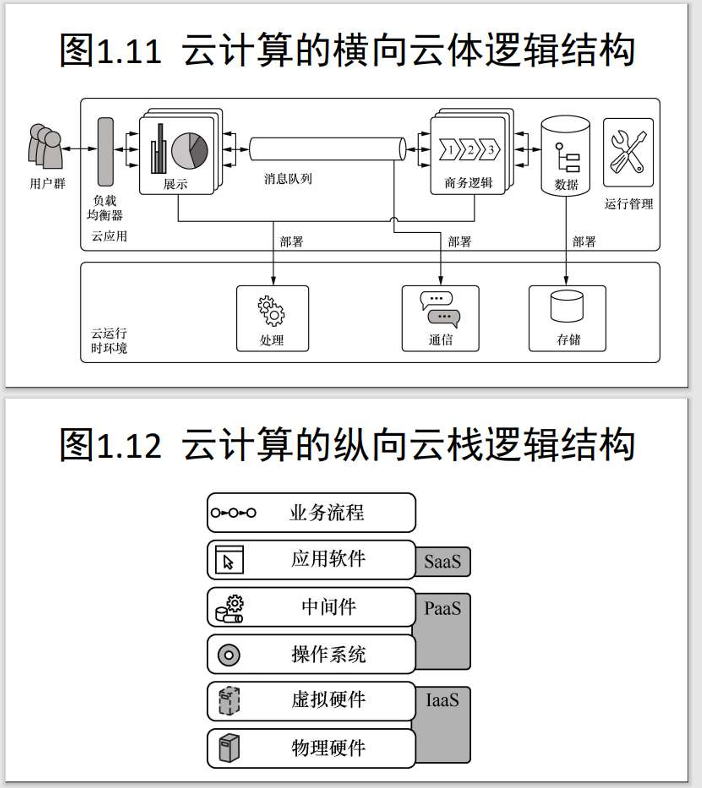 图1.11 云计算的横向云体逻辑结构
用户群
负载
均衡器
云应用
展示
消息队列
1 2 3
商务逻辑
数据
运行管理
部署
部署
部署
云运行
时环境
处理
通信
存储
图1.12 云计算的纵向云栈逻辑结构
业务流程
应用软件 SaaS
中间件 PaaS
操作系统
虚拟硬件 IaaS
物理硬件